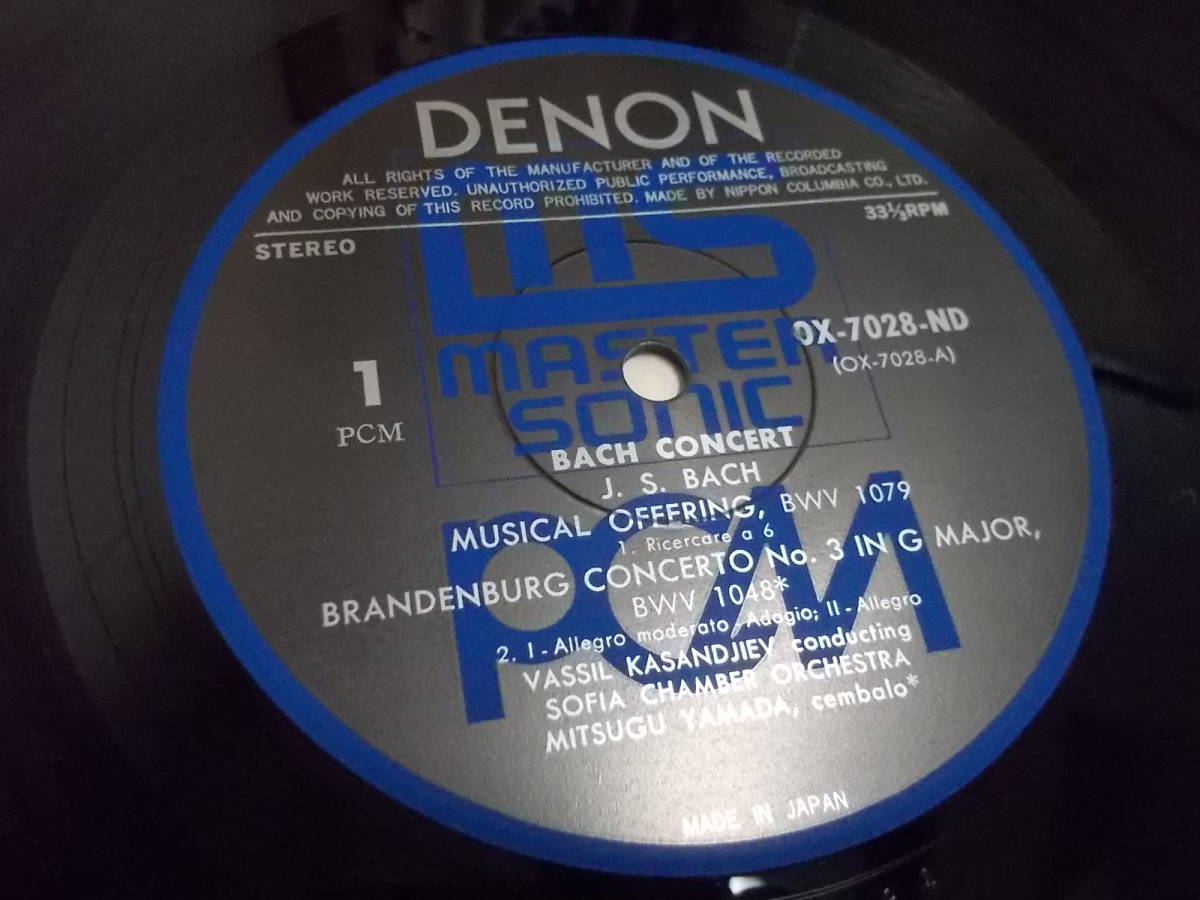 DENON
ALL RIGHTS OF THE MANUFACTURER AND OF THE RECORDED
WORK RESERVED. UNAUTHORIZED PUBLIC PERFORMANCE, BROADCASTING
AND COPYING OF THIS RECORD PROHIBITED. MADE BY NIPPON COLUMBIA CO., LTD.
STEREO
33⅓RPM
MS
MASTER
SONIC
OX-7028-ND
(OX-7028-A)
1
PCM
BACH CONCERT
J. S. BACH
MUSICAL OFFERING, BWV 1079
1. Ricercare a 6
BRANDENBURG CONCERTO No. 3 IN G MAJOR,
BWV 1048*
2. I - Allegro moderato - Adagio; II - Allegro
VASSIL KASANDJIEV conducting
SOFIA CHAMBER ORCHESTRA
MITSUGU YAMADA, cembalo*
PCM
MADE IN JAPAN